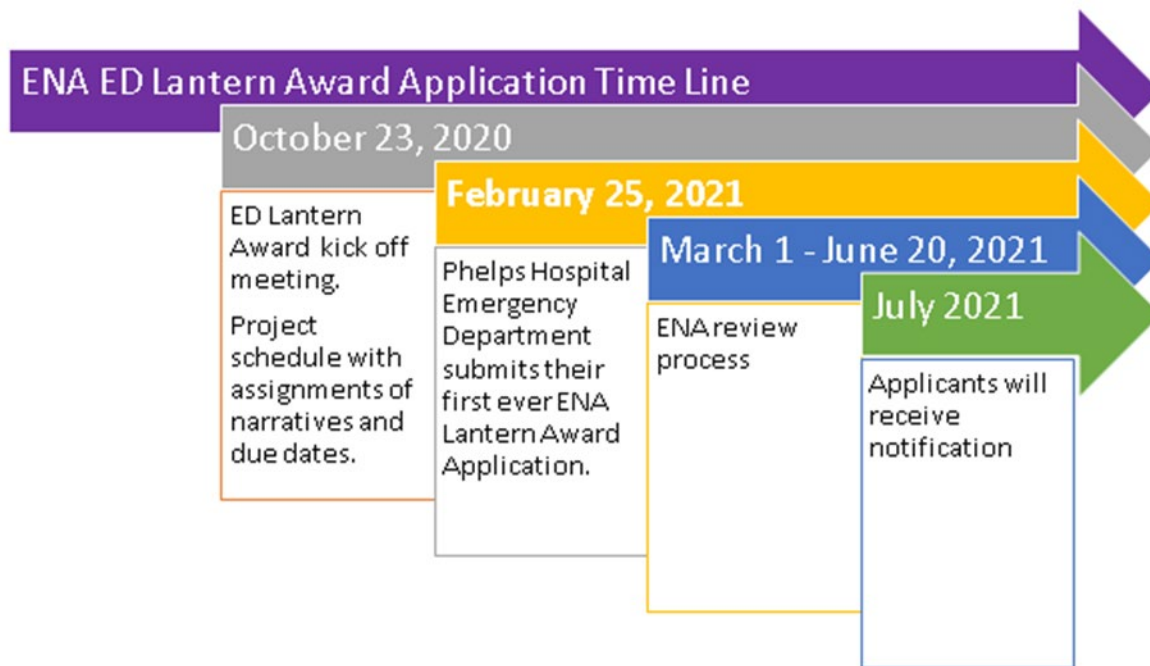 ENA ED Lantern Award Application Time Line
October 23, 2020
ED Lantern
Award kick off
meeting.
Project
schedule with
assignments of
narratives and
due dates.
February 25, 2021
Phelps Hospital
Emergency
Department
submits their
first ever ENA
Lantern Award
Application.
March 1 - June 20, 2021
ENA review
process
July 2021
Applicants will
receive
notification